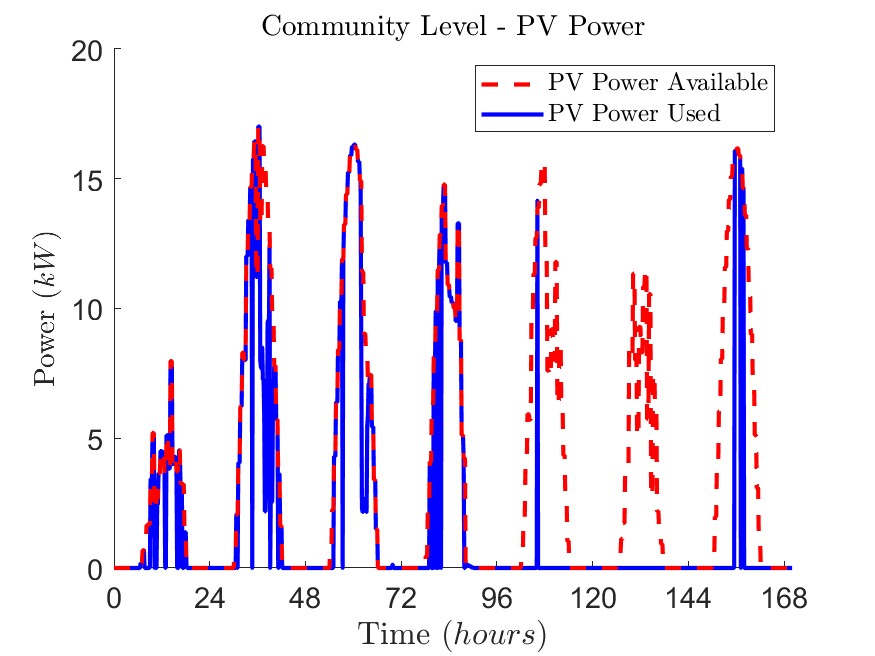 Community Level - PV Power
PV Power Available
PV Power Used
Power (kW)
20
15
10
5
0
0 24 48 72 96 120 144 168
Time (hours)